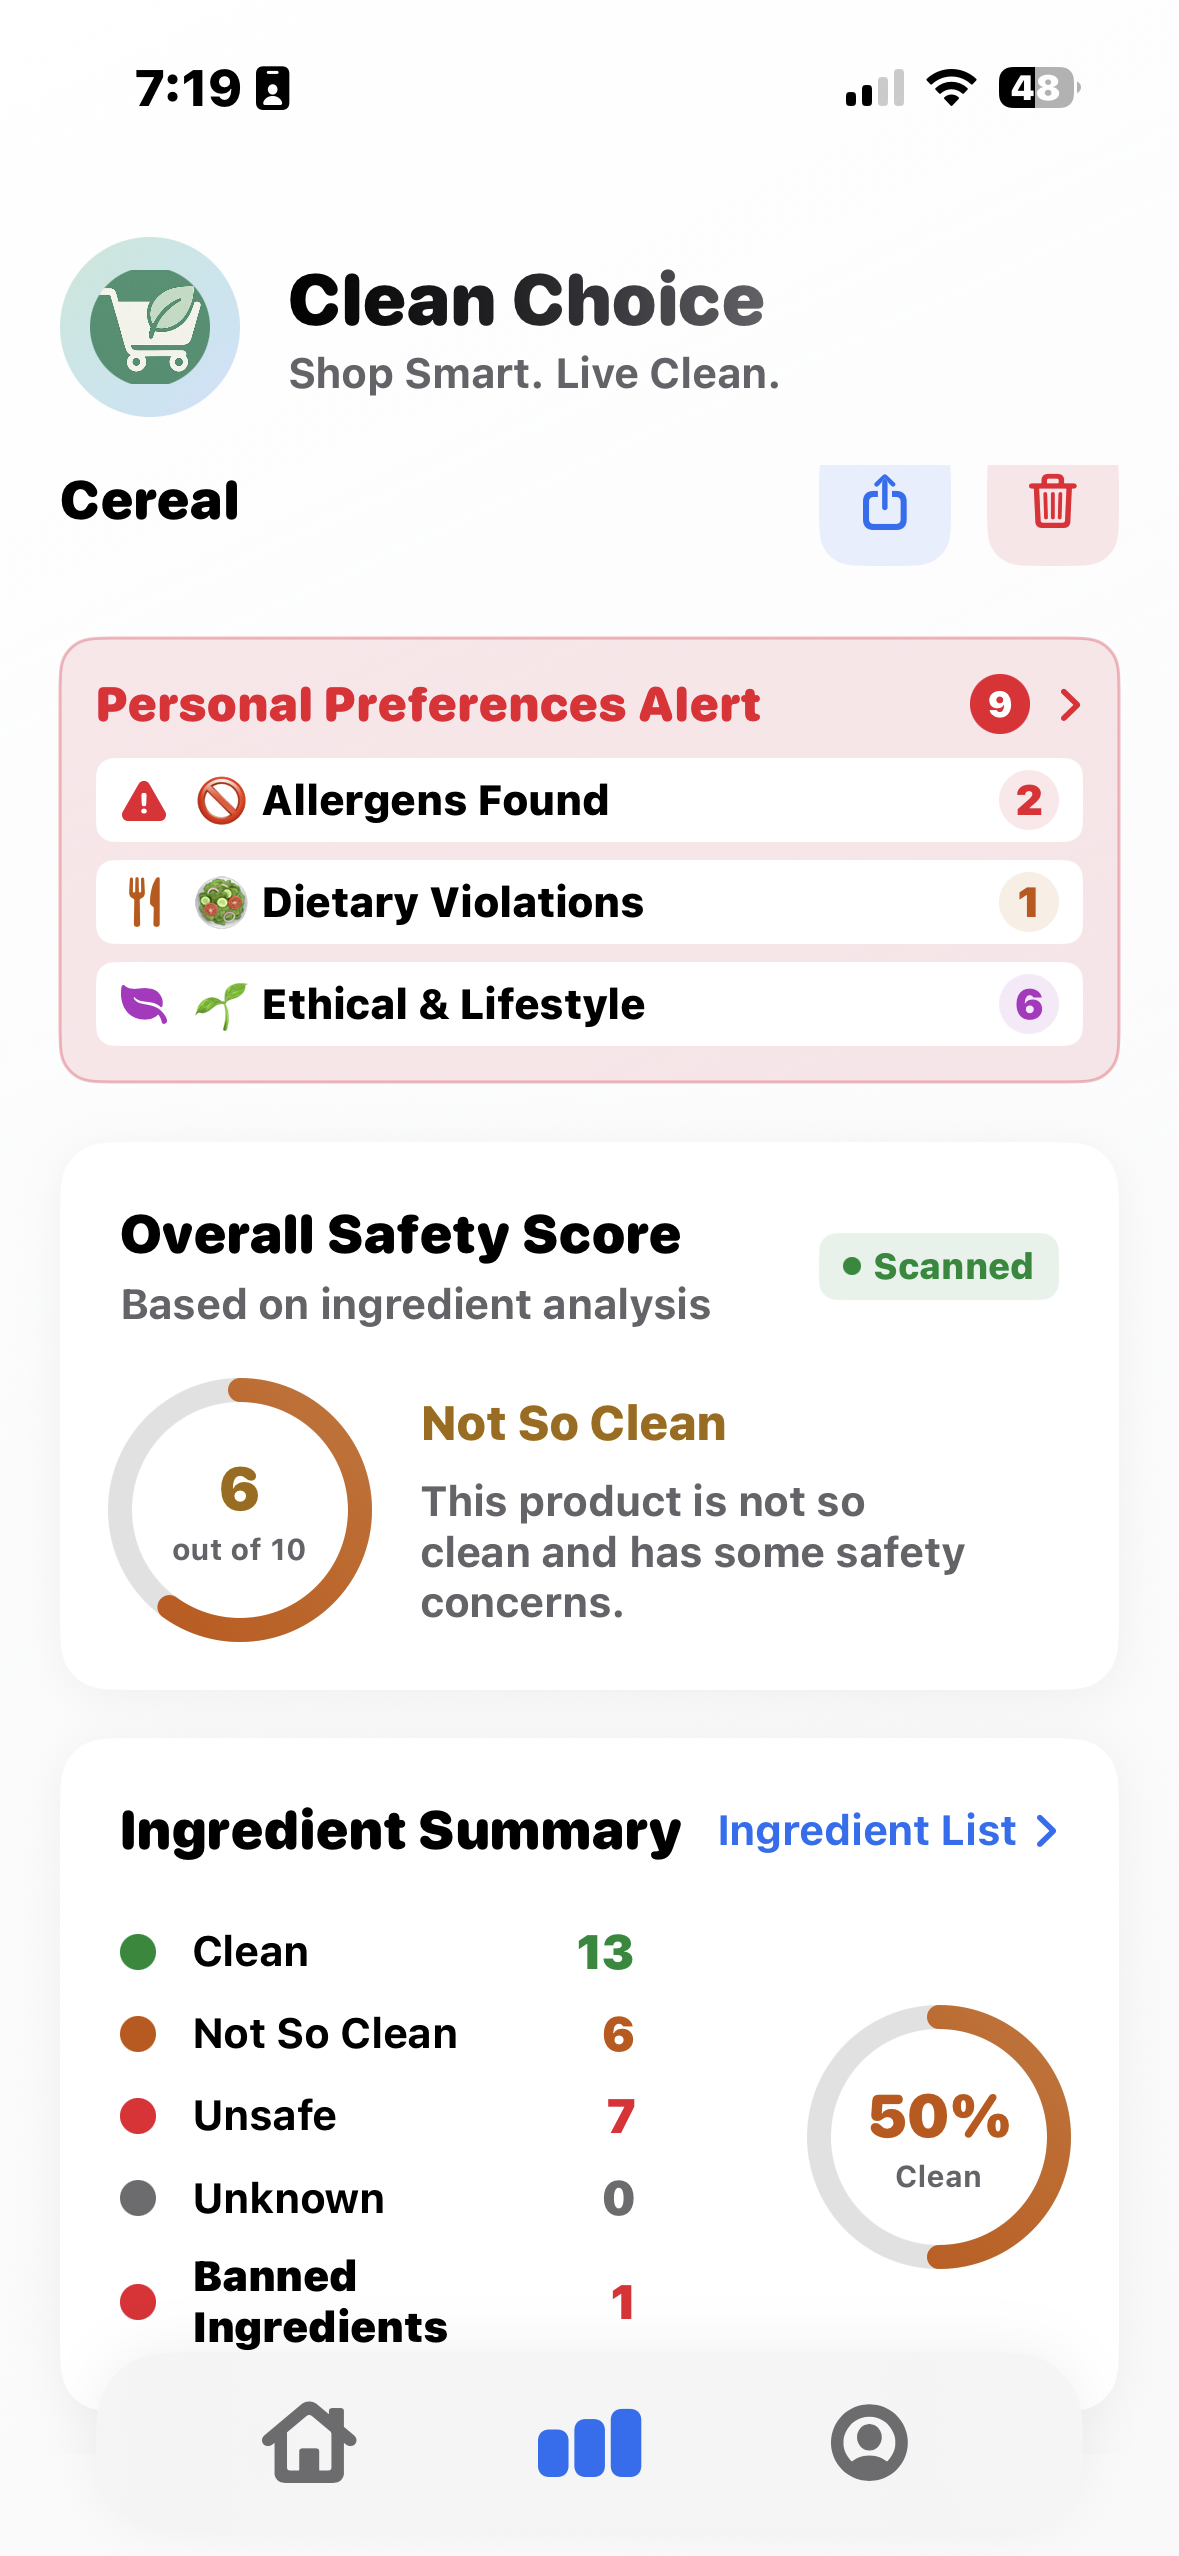 7:19
48
Clean Choice
Shop Smart. Live Clean.
Cereal
Personal Preferences Alert 9
Allergens Found 2
Dietary Violations 1
Ethical & Lifestyle 6
Overall Safety Score
Scanned
Based on ingredient analysis
6
out of 10
Not So Clean
This product is not so
clean and has some safety
concerns.
Ingredient Summary Ingredient List
Clean 13
Not So Clean 6
Unsafe 7
Unknown 0
Banned
Ingredients 1
50%
Clean